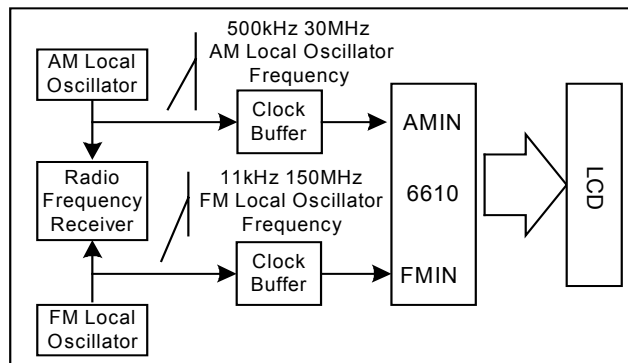 500kHz 30MHz
AM Local Oscillator
Frequency
AM Local
Oscillator
Clock
Buffer
AMIN
Radio
Frequency
Receiver
11kHz 150MHz
FM Local Oscillator
Frequency
6610
LCD
Clock
Buffer
FMIN
FM Local
Oscillator